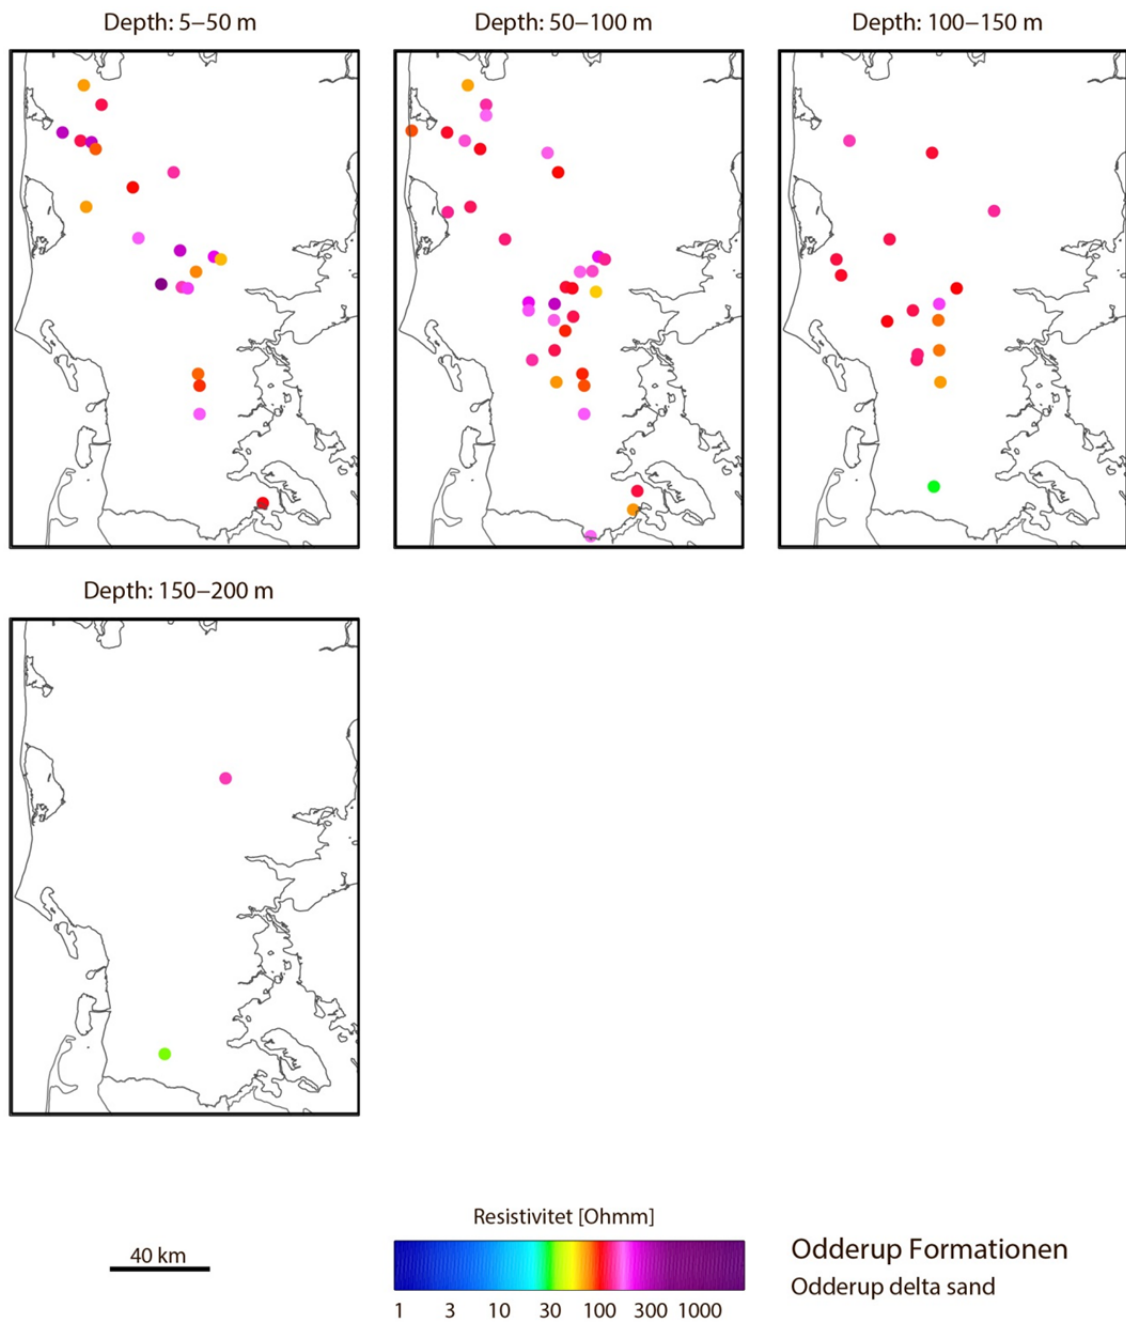 Depth: 5–50 m
Depth: 50–100 m
Depth: 100–150 m
Depth: 150–200 m
40 km
Resistivitet [Ohmm]
1 3 10 30 100 300 1000
Odderup Formationen
Odderup delta sand